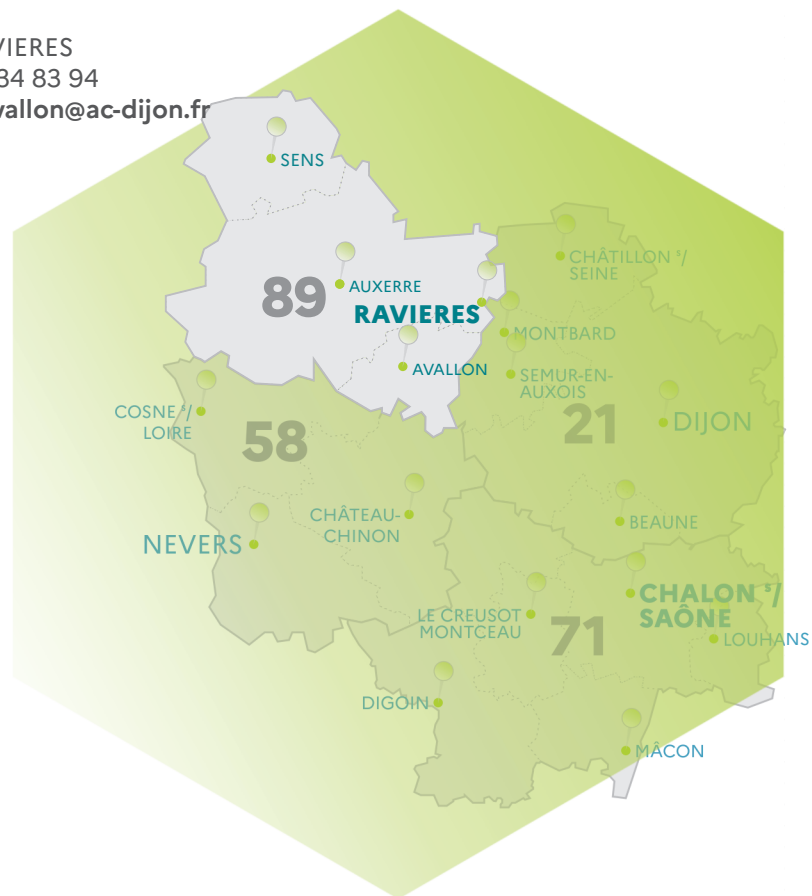 VIERES
34 83 94
vallon@ac-dijon.fr
SENS
CHÂTILLON S/
SEINE
89
AUXERRE
RAVIERES
MONTBARD
AVALLON
SEMUR-EN-
AUXOIS
COSNE S/
LOIRE
58
21
DIJON
CHÂTEAU-
CHINON
BEAUNE
NEVERS
CHALON S/
SAÔNE
LE CREUSOT
MONTCEAU
71
LOUHANS
DIGOIN
MÂCON